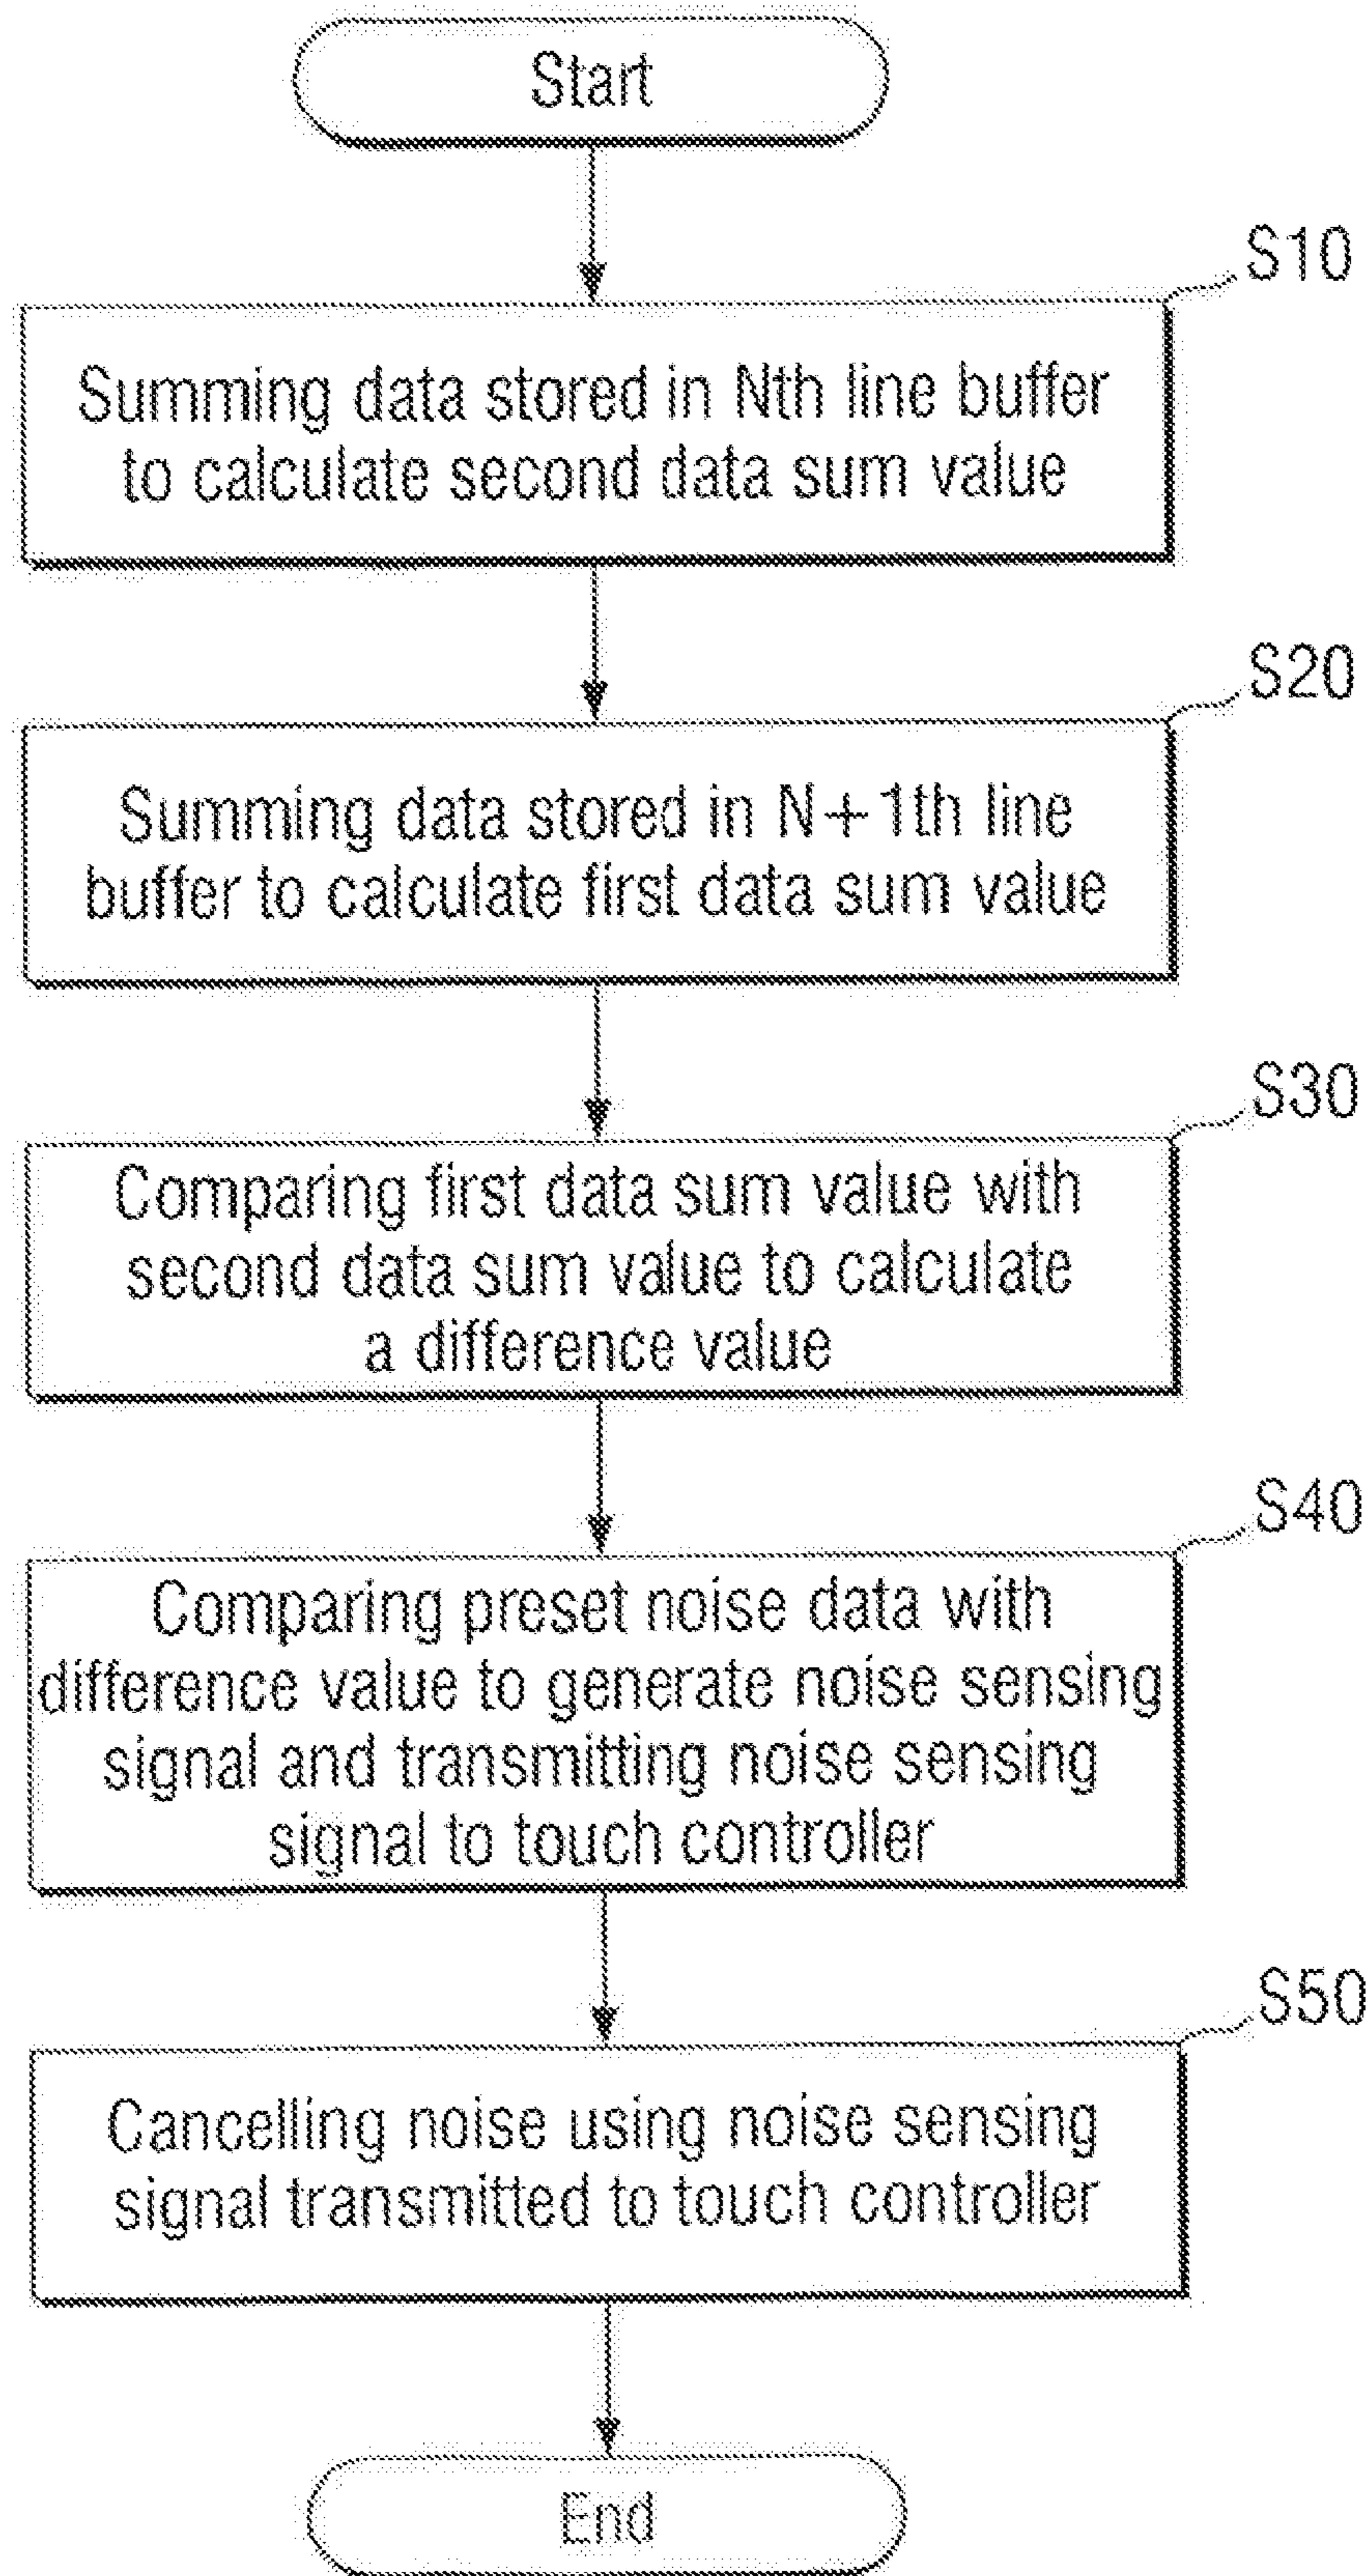 Start
S10
Summing data stored in Nth line buffer
to calculate second data sum value
S20
Summing data stored in N+1th line
buffer to calculate first data sum value
S30
Comparing first data sum value with
second data sum value to calculate
a difference value
S40
Comparing preset noise data with
difference value to generate noise sensing
signal and transmitting noise sensing
signal to touch controller
S50
Cancelling noise using noise sensing
signal transmitted to touch controller
End